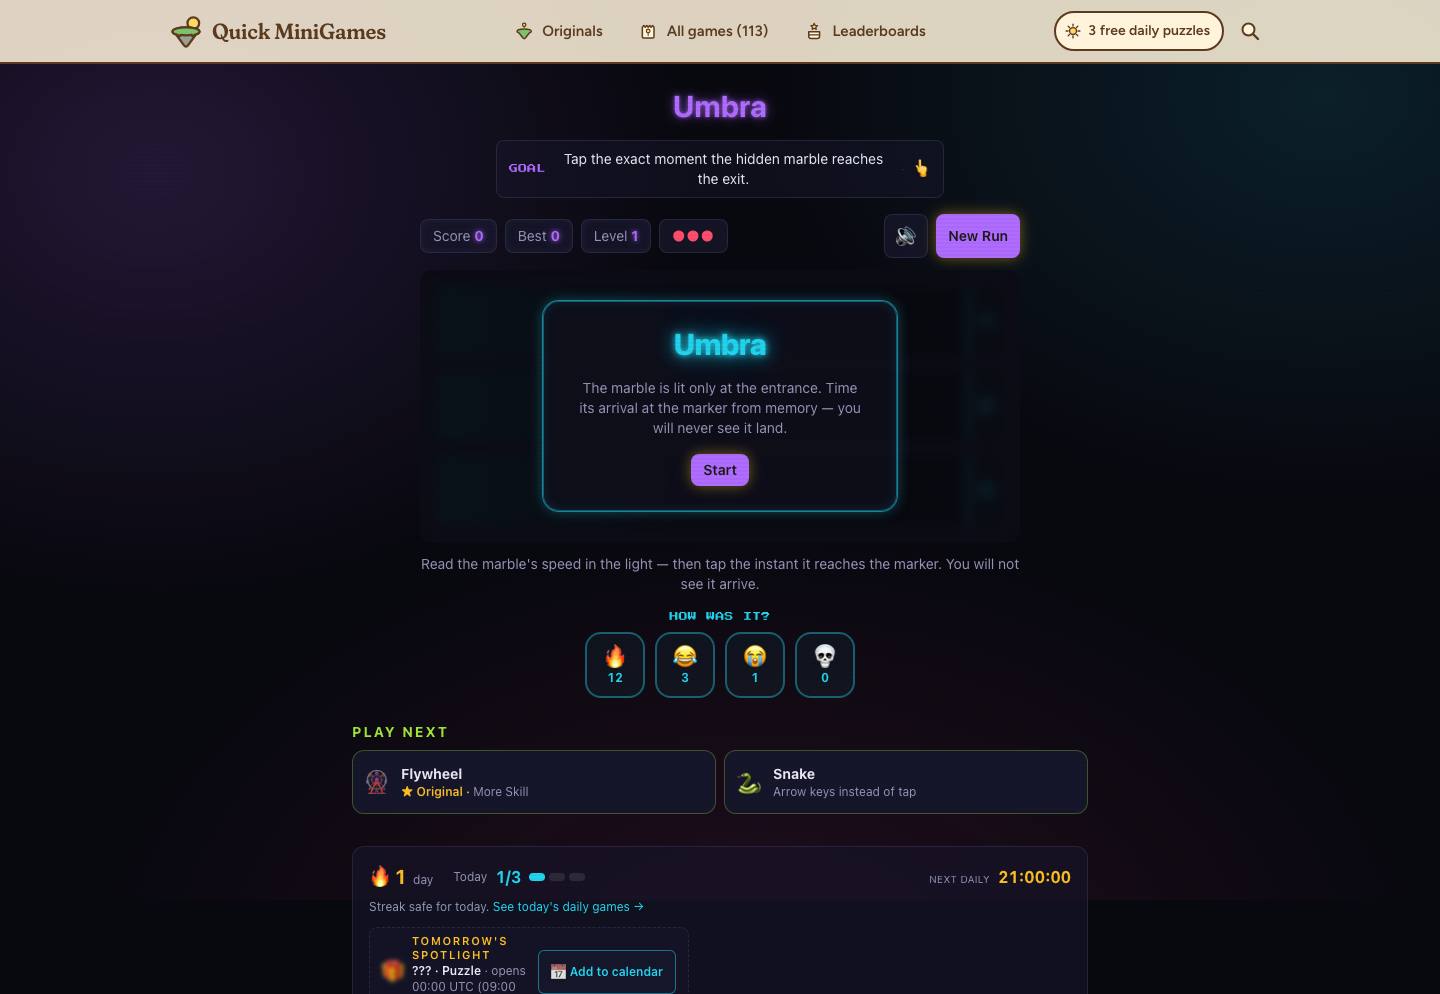 Quick MiniGames
Originals
All games (113)
Leaderboards
3 free daily puzzles
Umbra
GOAL
Tap the exact moment the hidden marble reaches
the exit.
Score 0
Best 0
Level 1
New Run
Umbra
The marble is lit only at the entrance. Time
its arrival at the marker from memory — you
will never see it land.
Start
Read the marble's speed in the light — then tap the instant it reaches the marker. You will not
see it arrive.
HOW WAS IT?
12
3
1
0
PLAY NEXT
Flywheel
Original · More Skill
Snake
Arrow keys instead of tap
1 day
Today 1/3
NEXT DAILY 21:00:00
Streak safe for today. See today's daily games →
TOMORROW'S
SPOTLIGHT
??? · Puzzle · opens
00:00 UTC (09:00
Add to calendar